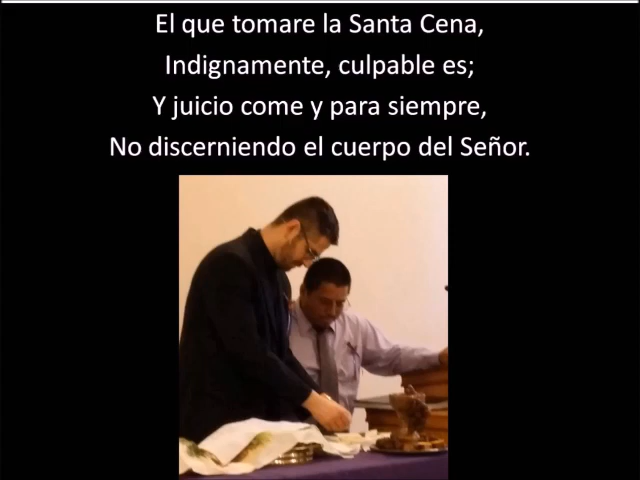 El que tomare la Santa Cena,
Indignamente, culpable es;
Y juicio come y para siempre,
No discerniendo el cuerpo del Señor.